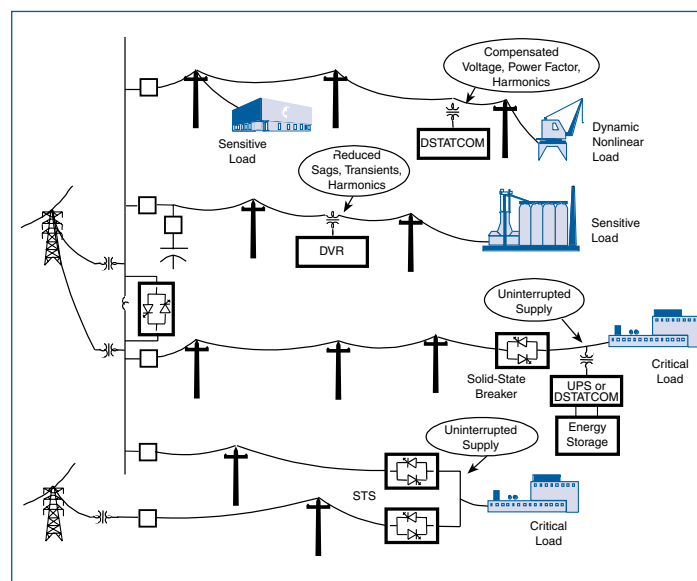 Compensated
Voltage, Power Factor,
Harmonics
Sensitive
Load
DSTATCOM
Dynamic
Nonlinear
Load
Reduced
Sags, Transients,
Harmonics
DVR
Sensitive
Load
Uninterrupted
Supply
Solid-State
Breaker
Critical
Load
UPS or
DSTATCOM
Energy
Storage
Uninterrupted
Supply
STS
Critical
Load